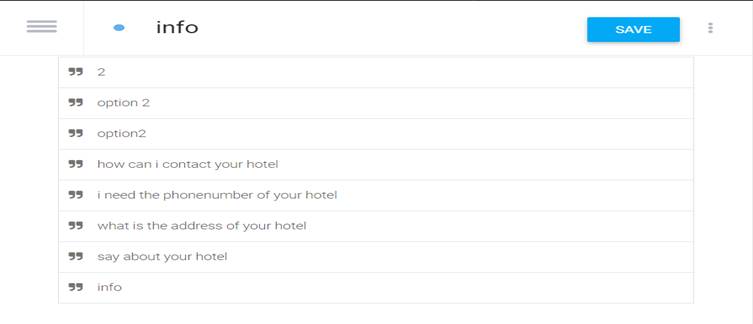 info
SAVE
2
option 2
option2
how can i contact your hotel
i need the phonenumber of your hotel
what is the address of your hotel
say about your hotel
info